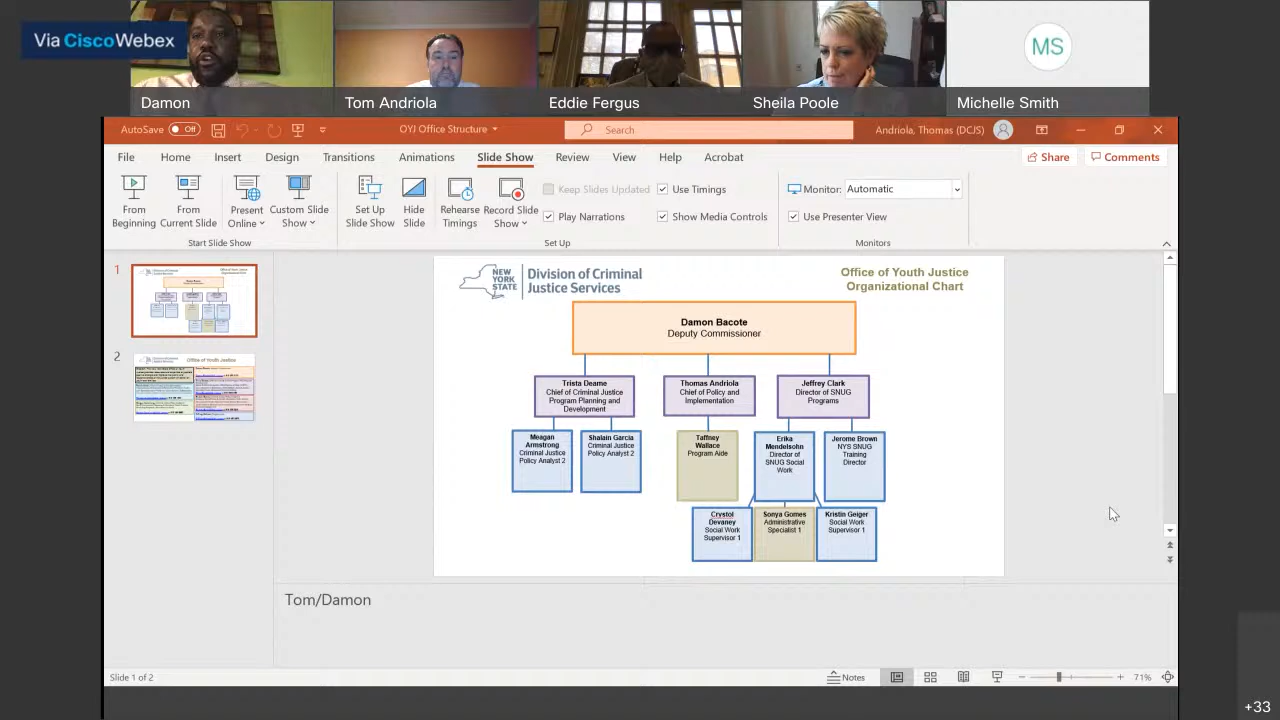 Via Cisco Webex
MS
Damon
Tom Andriola
Eddie Fergus
Sheila Poole
Michelle Smith
AutoSave Off
OYJ Office Structure
Search
Andriola, Thomas (DCJS)
File Home Insert Design Transitions Animations Slide Show Review View Help Acrobat
Share
Comments
From
Beginning
From
Current Slide
Present
Online
Custom Slide
Show
Set Up
Slide Show
Hide
Slide
Rehearse
Timings
Record Slide
Show
Keep Slides Updated
Play Narrations
Use Timings
Show Media Controls
Monitor: Automatic
Use Presenter View
Start Slide Show
Set Up
Monitors
1
2
NEW
YORK
STATE
Division of Criminal
Justice Services
Office of Youth Justice
Organizational Chart
Damon Bacote
Deputy Commissioner
Trista Deame
Chief of Criminal Justice
Program Planning and
Development
Thomas Andriola
Chief of Policy and
Implementation
Jeffrey Clark
Director of SNUG
Programs
Meagan
Armstrong
Criminal Justice
Policy Analyst 2
Shalain Garcia
Criminal Justice
Policy Analyst 2
Taffney
Wallace
Program Aide
Erika
Mendelsohn
Director of
SNUG Social
Work
Jerome Brown
NYS SNUG
Training
Director
Crystol
Devaney
Social Work
Supervisor 1
Sonya Gomes
Administrative
Specialist 1
Kristin Geiger
Social Work
Supervisor 1
Tom/Damon
Slide 1 of 2
Notes
71%
+33